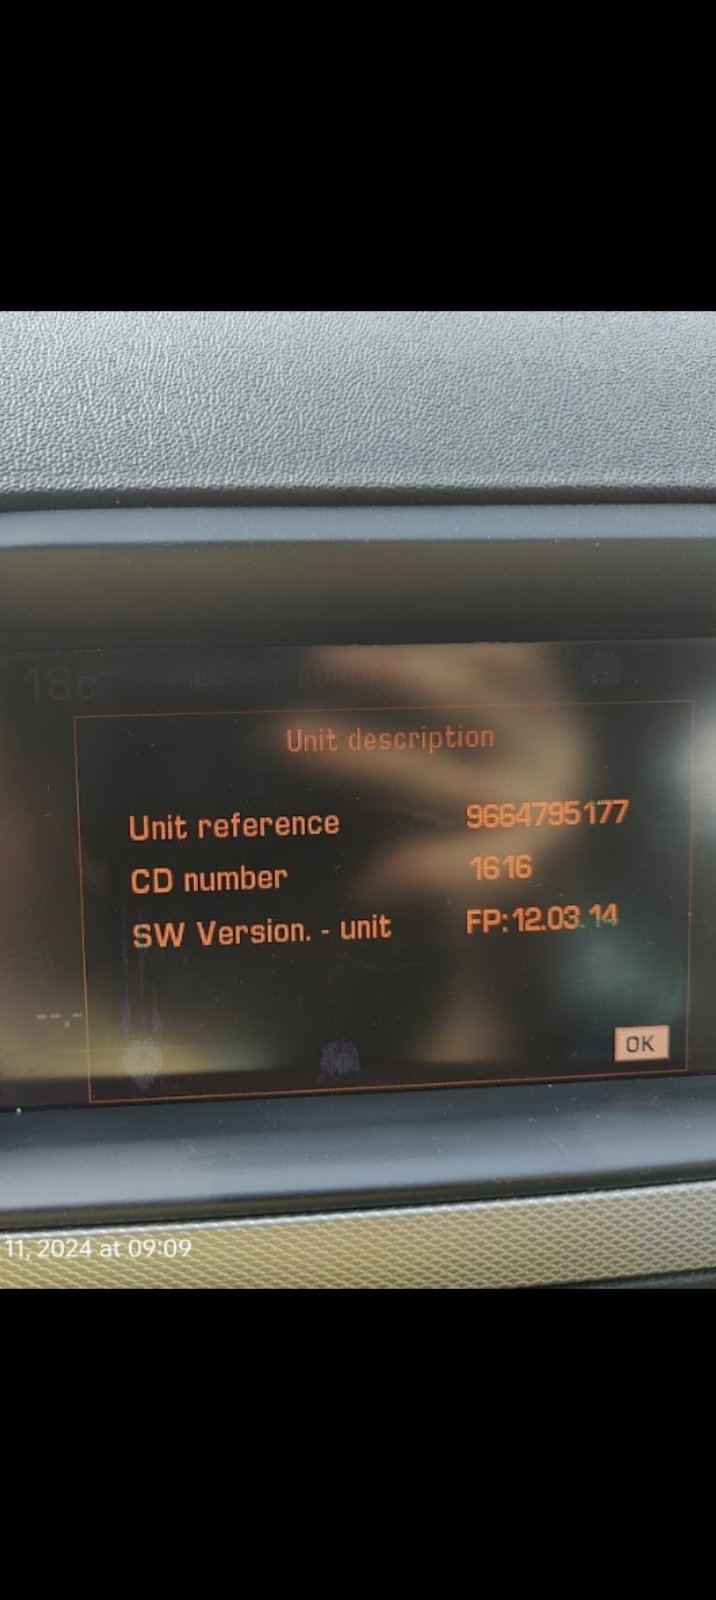 18c
Unit description
Unit reference 9664795177
CD number 1616
SW Version. - unit FP:12.03.14
--,-
OK
11, 2024 at 09:09